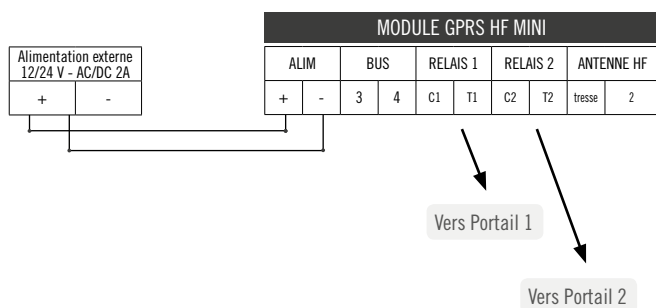 MODULE GPRS HF MINI
Alimentation externe
12/24 V - AC/DC 2A
+ -
ALIM BUS RELAIS 1 RELAIS 2 ANTENNE HF
+ - 3 4 C1 T1 C2 T2 tresse 2
Vers Portail 1
Vers Portail 2